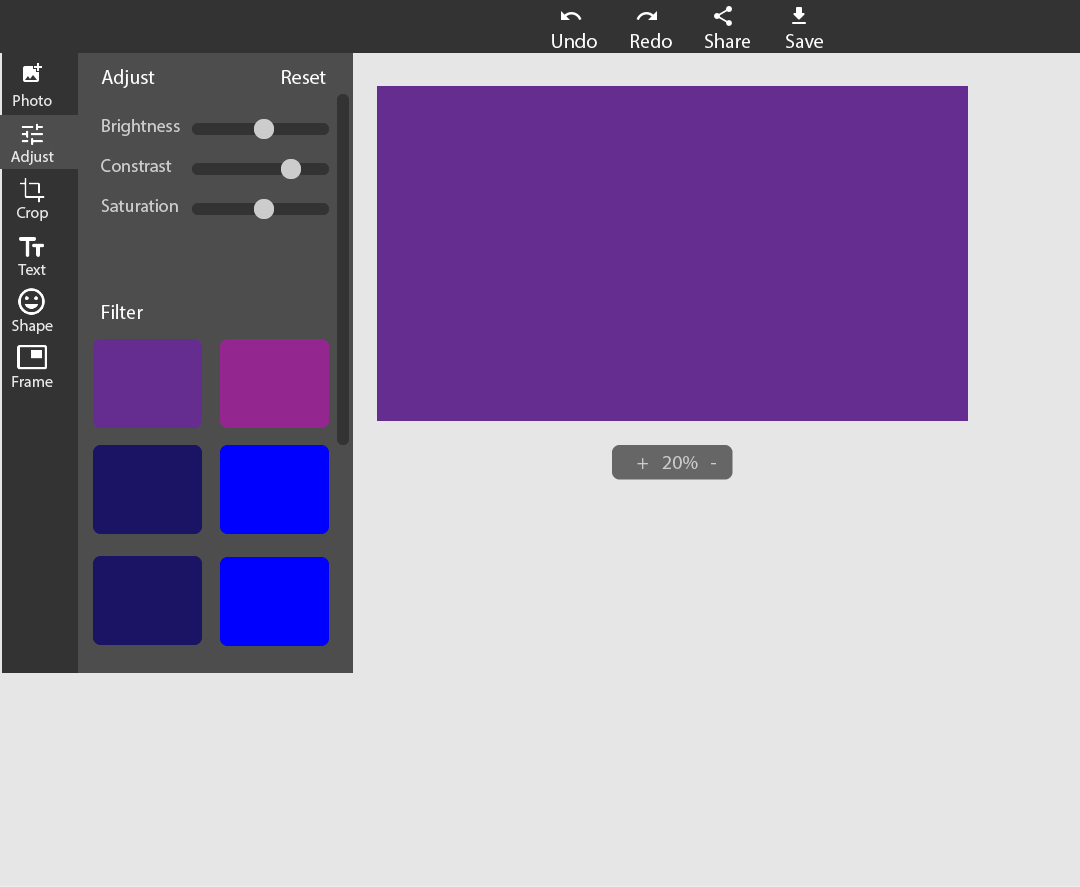 Undo Redo Share Save
Photo
Adjust
Crop
Text
Shape
Frame
Adjust Reset
Brightness
Constrast
Saturation
Filter
+ 20% -